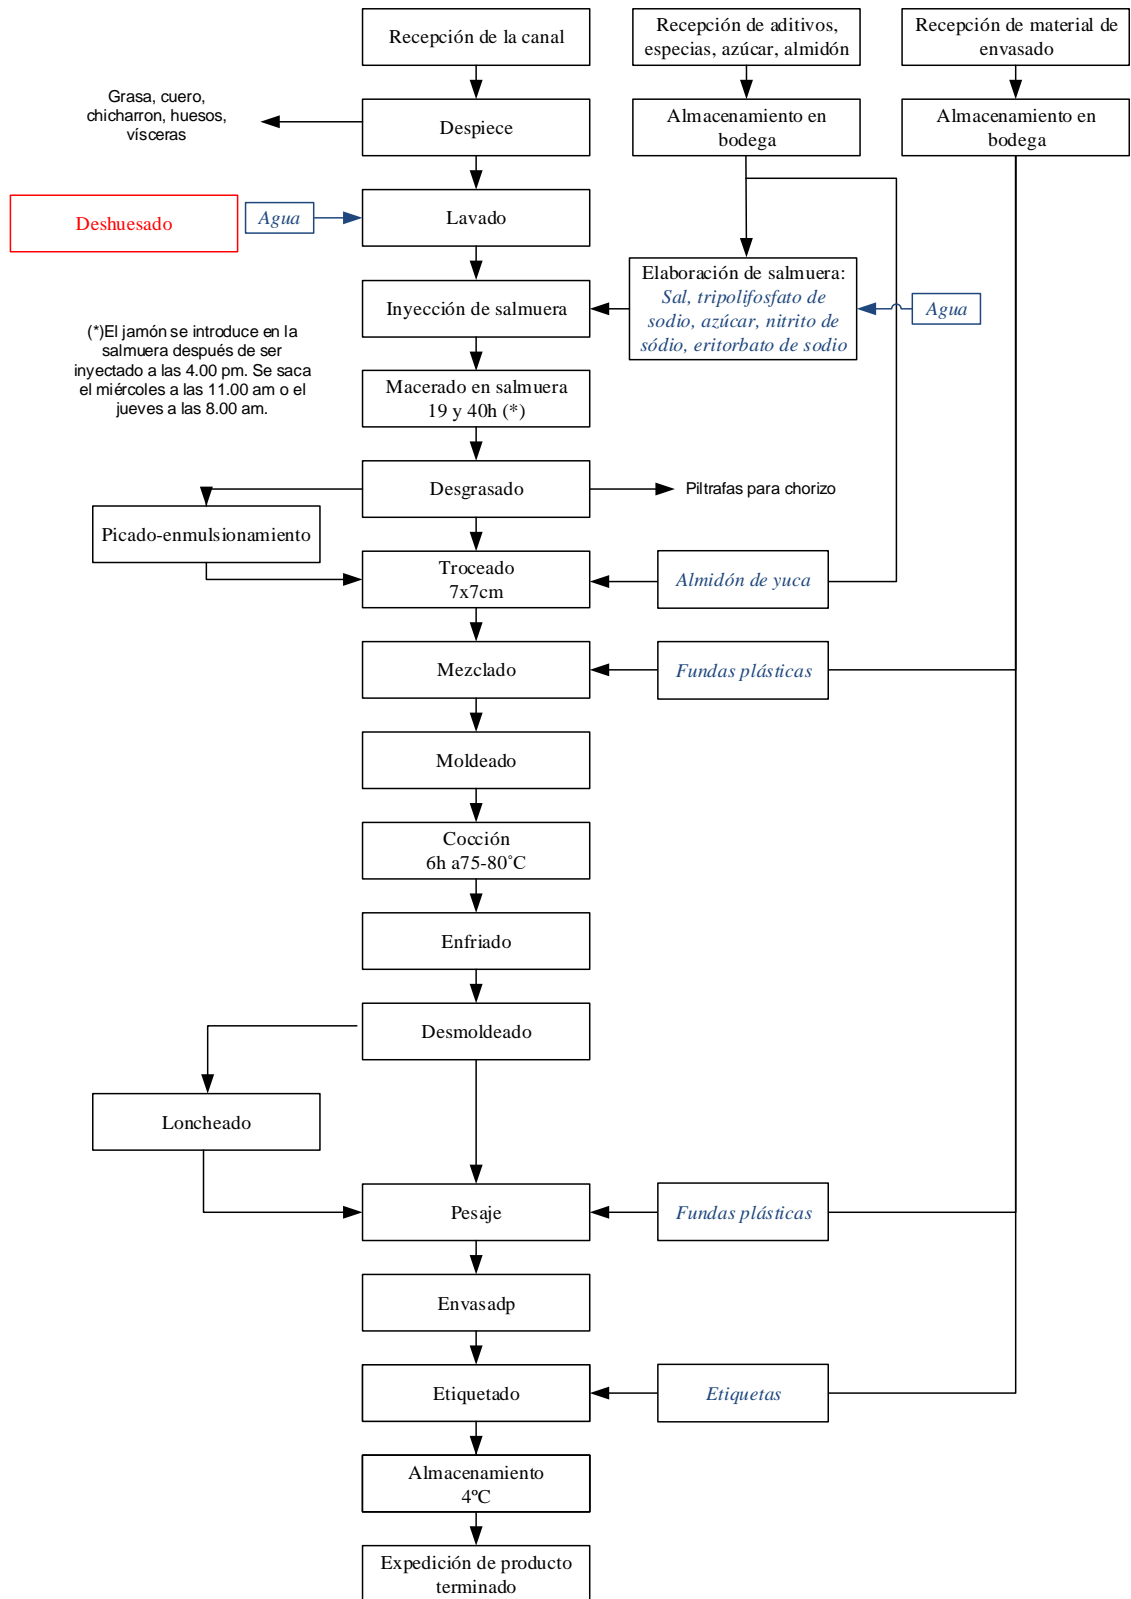 Recepción de la canal
Recepción de aditivos,
especias, azúcar, almidón
Recepción de material de
envasado
Grasa, cuero,
chicharron, huesos,
vísceras
Despiece
Almacenamiento en
bodega
Almacenamiento en
bodega
Deshuesado
Agua
Lavado
Inyección de salmuera
Elaboración de salmuera:
Sal, tripolifosfato de
sodio, azúcar, nitrito de
sódio, eritorbato de sodio
Agua
(*)El jamón se introduce en la
salmuera después de ser
inyectado a las 4.00 pm. Se saca
el miércoles a las 11.00 am o el
jueves a las 8.00 am.
Macerado en salmuera
19 y 40h (*)
Desgrasado
Piltrafas para chorizo
Picado-enmulsionamiento
Troceado
7x7cm
Almidón de yuca
Mezclado
Fundas plásticas
Moldeado
Cocción
6h a75-80°C
Enfriado
Desmoldeado
Loncheado
Pesaje
Fundas plásticas
Envasadp
Etiquetado
Etiquetas
Almacenamiento
4ºC
Expedición de producto
terminado